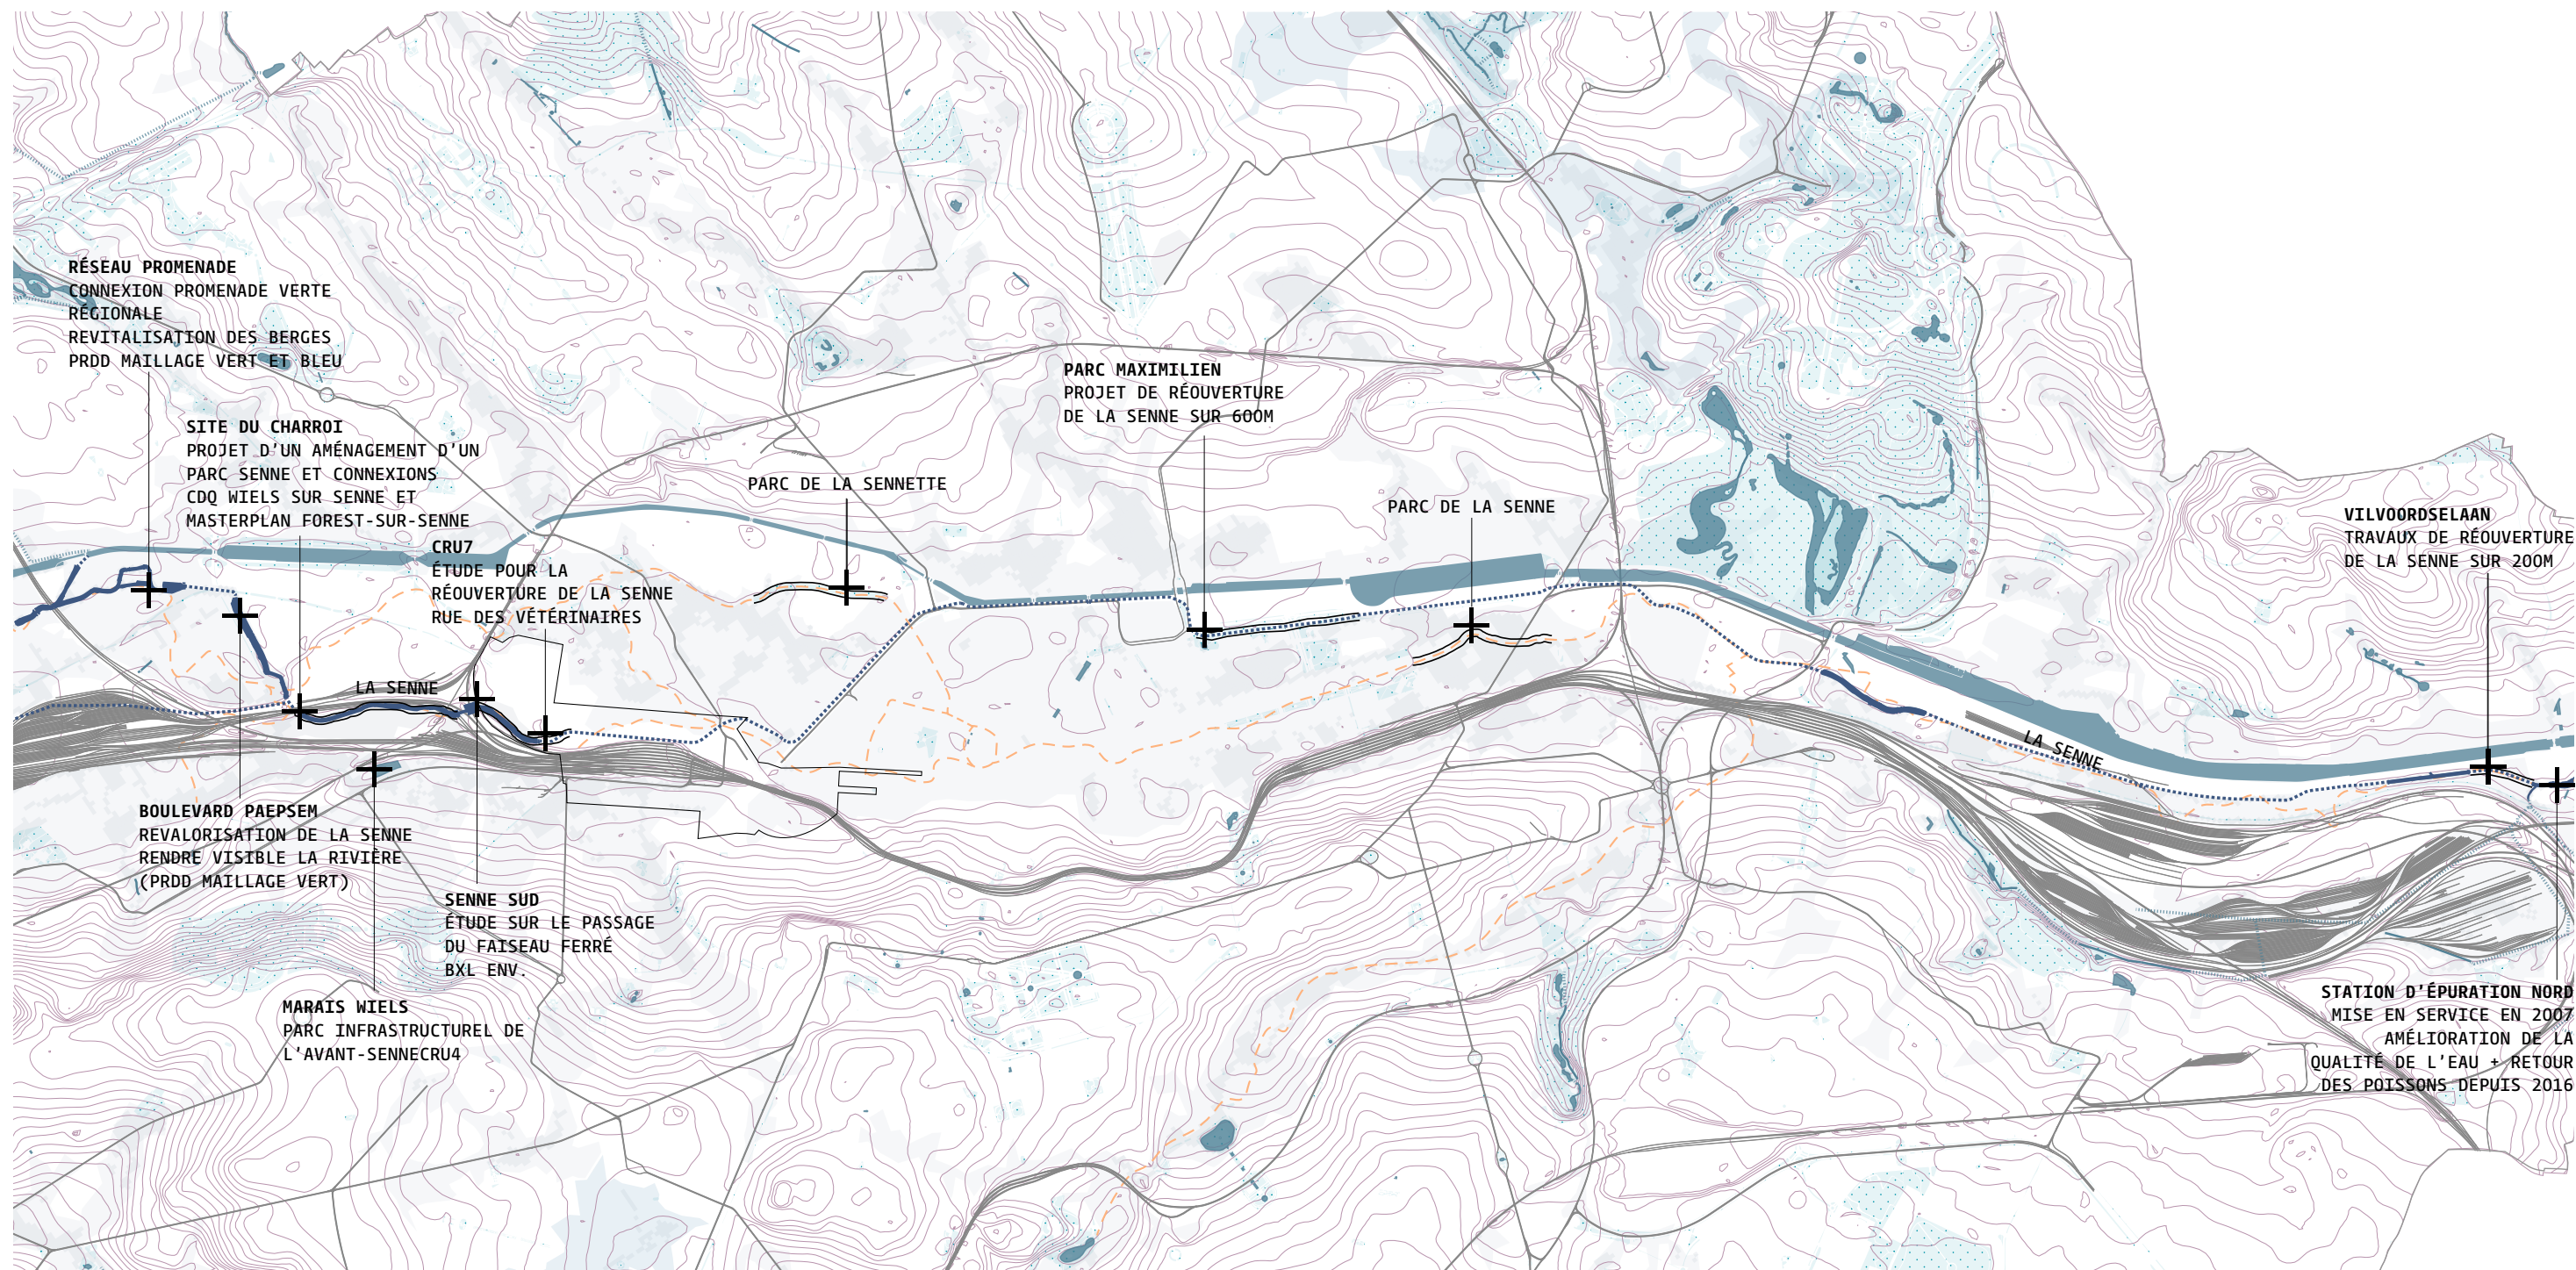 RÉSEAU PROMENADE
CONNEXION PROMENADE VERTE
RÉGIONALE
REVITALISATION DES BERGES
PRDD MAILLAGE VERT ET BLEU
SITE DU CHARROI
PROJET D'UN AMÉNAGEMENT D'UN
PARC SENNE ET CONNEXIONS
CDQ WIELS SUR SENNE ET
MASTERPLAN FOREST-SUR-SENNE
CRU7
ÉTUDE POUR LA
RÉOUVERTURE DE LA SENNE
RUE DES VÉTÉRINAIRES
PARC DE LA SENNETTE
PARC MAXIMILIEN
PROJET DE RÉOUVERTURE
DE LA SENNE SUR 600M
PARC DE LA SENNE
VILVOORDSELAAN
TRAVAUX DE RÉOUVERTURE
DE LA SENNE SUR 200M
LA SENNE
LA SENNE
BOULEVARD PAEPSEM
REVALORISATION DE LA SENNE
RENDRE VISIBLE LA RIVIÈRE
(PRDD MAILLAGE VERT)
SENNE SUD
ÉTUDE SUR LE PASSAGE
DU FAISEAU FERRÉ
BXL ENV.
MARAIS WIELS
PARC INFRASTRUCTUREL DE
L'AVANT-SENNECRU4
STATION D'ÉPURATION NORD
MISE EN SERVICE EN 2007
AMÉLIORATION DE LA
QUALITÉ DE L'EAU + RETOUR
DES POISSONS DEPUIS 2016